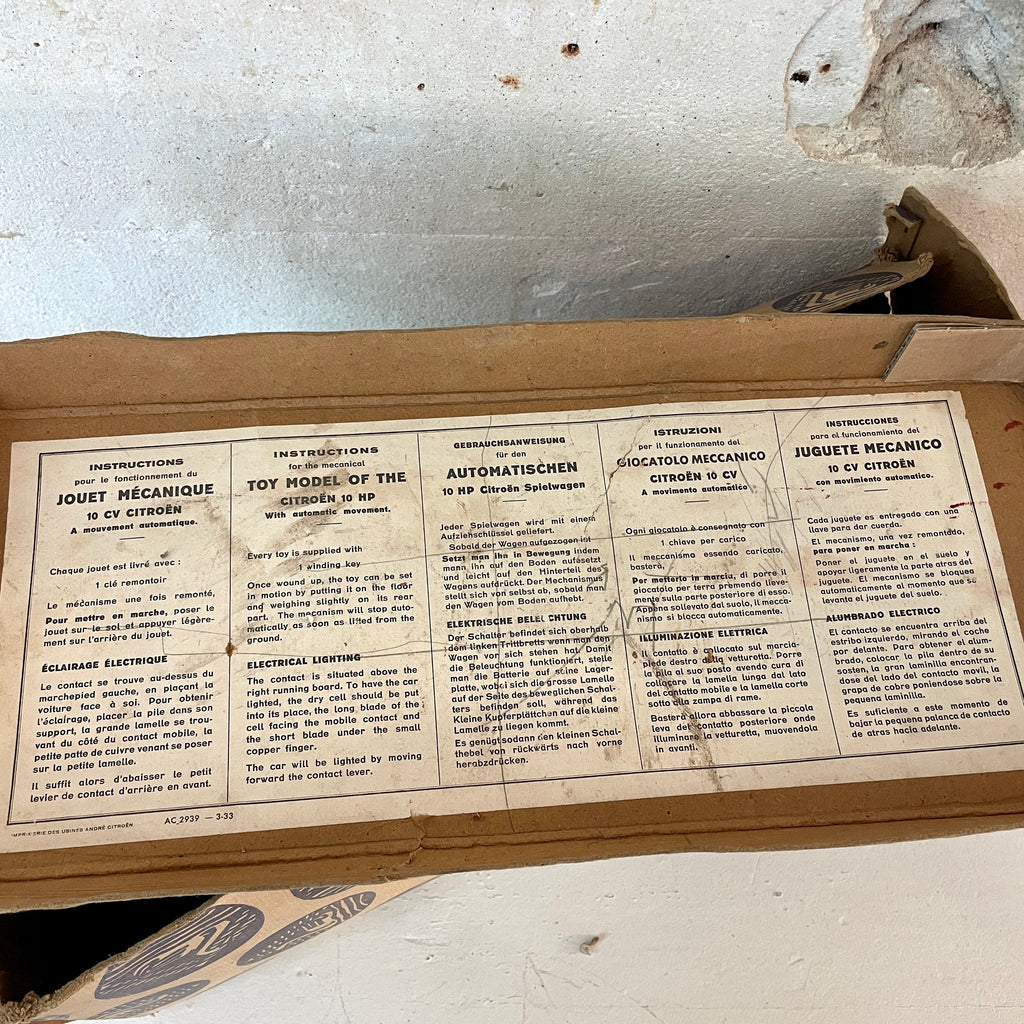 INSTRUCTIONS
pour le fonctionnement du
JOUET MÉCANIQUE
10 CV CITROËN
A mouvement automatique.
Chaque jouet est livré avec :
1 clé remontoir
Le mécanisme une fois remonté,
Pour mettre en marche, poser le
jouet sur le sol et appuyer légère-
ment sur l'arrière du jouet.
ÉCLAIRAGE ÉLECTRIQUE
Le contact se trouve au-dessus du
marchepied gauche, en plaçant la
voiture face à soi. Pour obtenir
l'éclairage, placer la pile dans son
support, la grande lamelle se trou-
vant du côté du contact mobile, la
petite patte de cuivre venant se poser
sur la petite lamelle.
Il suffit alors d'abaisser le petit
levier de contact d'arrière en avant.
INSTRUCTIONS
for the mecanical
TOY MODEL OF THE
CITROËN 10 HP
With automatic movement.
Every toy is supplied with
1 winding key
Once wound up, the toy can be set
in motion by putting it on the floor
and weighing slightly on its rear
part. The mecanism will stop auto-
matically as soon as lifted from the
ground.
ELECTRICAL LIGHTING
The contact is situated above the
right running board. To have the car
lighted, the dry cell should be put
into its place, the long blade of the
cell facing the mobile contact and
the short blade under the small
copper finger.
The car will be lighted by moving
forward the contact lever.
GEBRAUCHSANWEISUNG
für den
AUTOMATISCHEN
10 HP Citroën Spielwagen
Jeder Spielwagen wird mit einem
Aufziehschlüssel geliefert.
Sobald der Wagen aufgezogen ist
Setzt man ihn in Bewegung indem
mann ihn auf den Boden aufsetzt
und leicht auf den Hinterteil des
Wagens aufdrückt. Der Mechanismus
stellt sich von selbst ab, sobald man
den Wagen vom Boden aufhebt.
ELEKTRISCHE BELEUCHTUNG
Der Schalter befindet sich oberhalb
dem linken Trittbretts wenn man den
Wagen vor sich stehen hat. Damit
die Beleuchtung funktioniert, stelle
man die Batterie auf seine Lager-
platte, wobei sich die grosse Lamelle
auf der Seite des beweglichen Schal-
ters befinden soll, während das
Kleine Kupferplättchen auf die kleine
Lamelle zu liegen kommt.
Es genügt sodann den kleinen Schal-
thebel von rückwärts nach vorne
herabzdrücken.
ISTRUZIONI
per il funzionamento del
GIOCATOLO MECCANICO
CITROËN 10 CV
A movimento automatico
Ogni giocatolo è consegnato con
1 chiave per carico
Il meccanismo essendo caricato,
basterà,
Per metterlo in marcia, di porre il
giocatolo per terra premendo lieve-
mente sulla parte posteriore di esso.
Appena sollevato dal suolo, il mecca-
nismo si blocca automaticamente.
ILLUMINAZIONE ELETTRICA
Il contatto è collocato sul marcia-
piede destro della vetturetta. Porre
la pila al suo posto avendo cura di
collocare la lamella lunga dal lato
del contatto mobile e la lamella corte
sotto la zampa di rame.
Basterà allora abbassare la piccola
leva del contatto posteriore onde
illuminare la vetturetta, muovendola
in avanti.
INSTRUCCIONES
para el funcionamiento del
JUGUETE MECANICO
10 CV CITROËN
con movimiento automatico.
Cada juguete es entregado con una
llave para dar cuerda.
El mecanismo, una vez remontado,
para poner en marcha :
Poner el juguete en el suelo y
apoyar ligeramente la parte atras del
juguete. El mecanismo se bloquea
automaticamente al momento que se
levanta el juguete del suelo.
ALUMBRADO ELECTRICO
El contacto se encuentra arriba del
estribo izquierdo, mirando el coche
por delante. Para obtener el alum-
brado, colocar la pila dentro de su
sosten, la gran laminilla encontran-
dose del lado del contacto movil, la
grapa de cobre poniendose sobre la
pequena laminilla.
Es suficiente a este momento de
bajar la pequena palanca de contacto
de atras hacia adelante.
IMPRIMERIE DES USINES ANDRÉ CITROËN
AC 2939 — 3-33